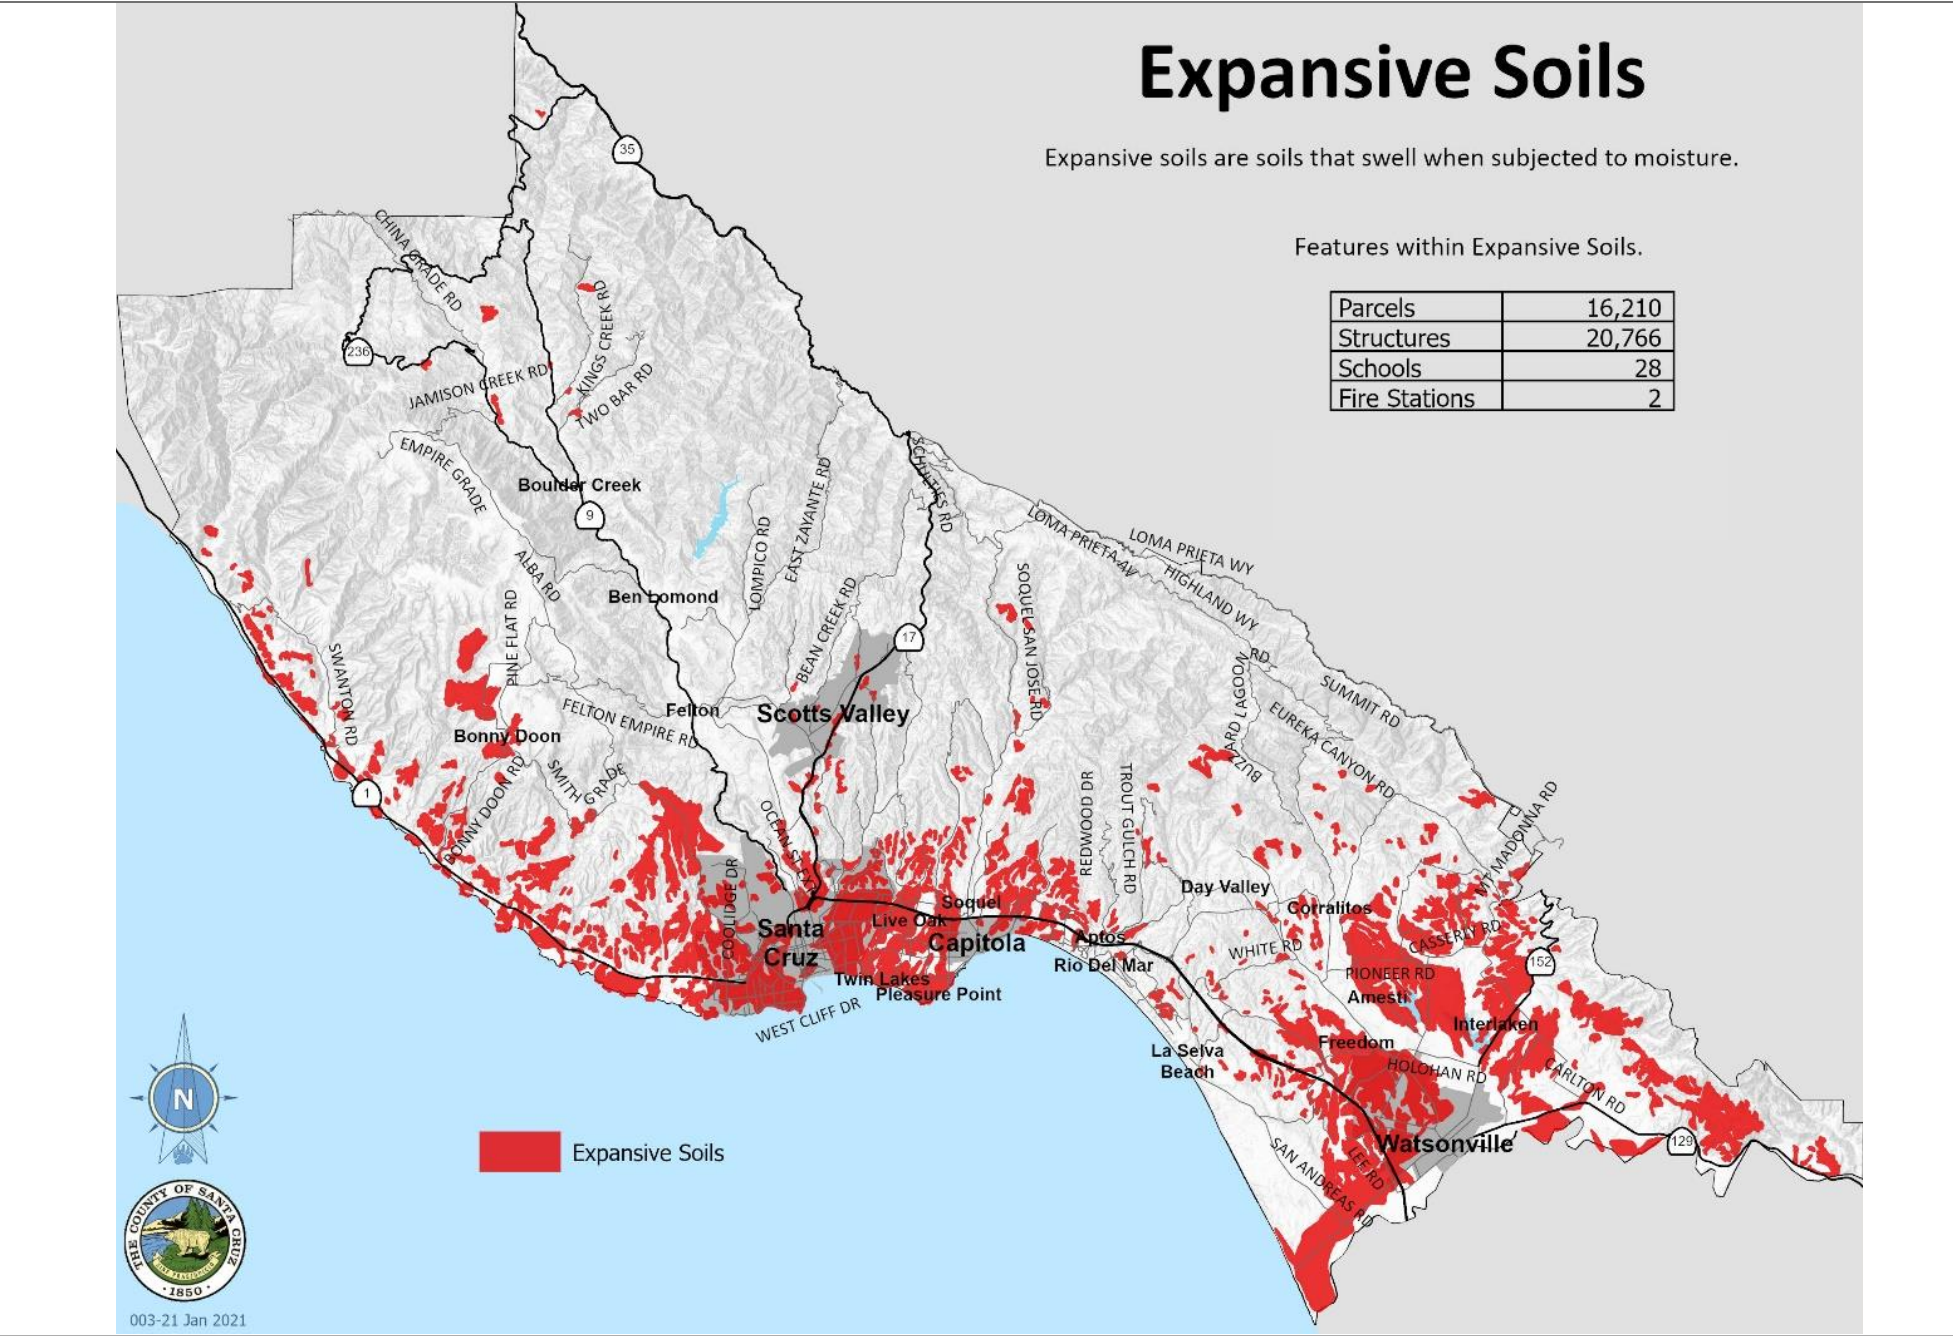 Expansive Soils
Expansive soils are soils that swell when subjected to moisture.
Features within Expansive Soils.
Parcels 16,210
Structures 20,766
Schools 28
Fire Stations 2
35
CHINA GRADE RD
KINGS CREEK RD
236
JAMISON CREEK RD
TWO BAR RD
EMPIRE GRADE
Boulder Creek
9
SCHULTIES RD
EAST ZAYANTE RD
LOMPICO RD
LOMA PRIETA AV
LOMA PRIETA WY
HIGHLAND WY
ALBA RD
Ben Lomond
PINE FLAT RD
BEAN CREEK RD
SOQUEL SAN JOSE RD
17
SWANTON RD
BUZZARD LAGOON RD
SUMMIT RD
FELTON EMPIRE RD
Felton
Scotts Valley
EUREKA CANYON RD
Bonny Doon
SMITH GRADE
BONNY DOON RD
1
OCEAN ST EXT
REDWOOD DR
TROUT GULCH RD
MT MADONNA RD
COOLIDGE DR
Day Valley
Corralitos
Soquel
Live Oak
Santa
Cruz
Capitola
Aptos
Rio Del Mar
WHITE RD
CASSERLY RD
152
PIONEER RD
Twin Lakes
Pleasure Point
WEST CLIFF DR
Amesti
Interlaken
Freedom
La Selva
Beach
HOLOHAN RD
CARLTON RD
129
Watsonville
LEE RD
SAN ANDREAS RD
N
Expansive Soils
THE COUNTY OF SANTA CRUZ
1850
003-21 Jan 2021